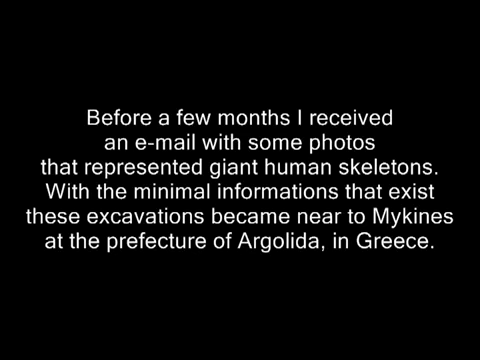 Before a few months I received
an e-mail with some photos
that represented giant human skeletons.
With the minimal informations that exist
these excavations became near to Mykines
at the prefecture of Argolida, in Greece.